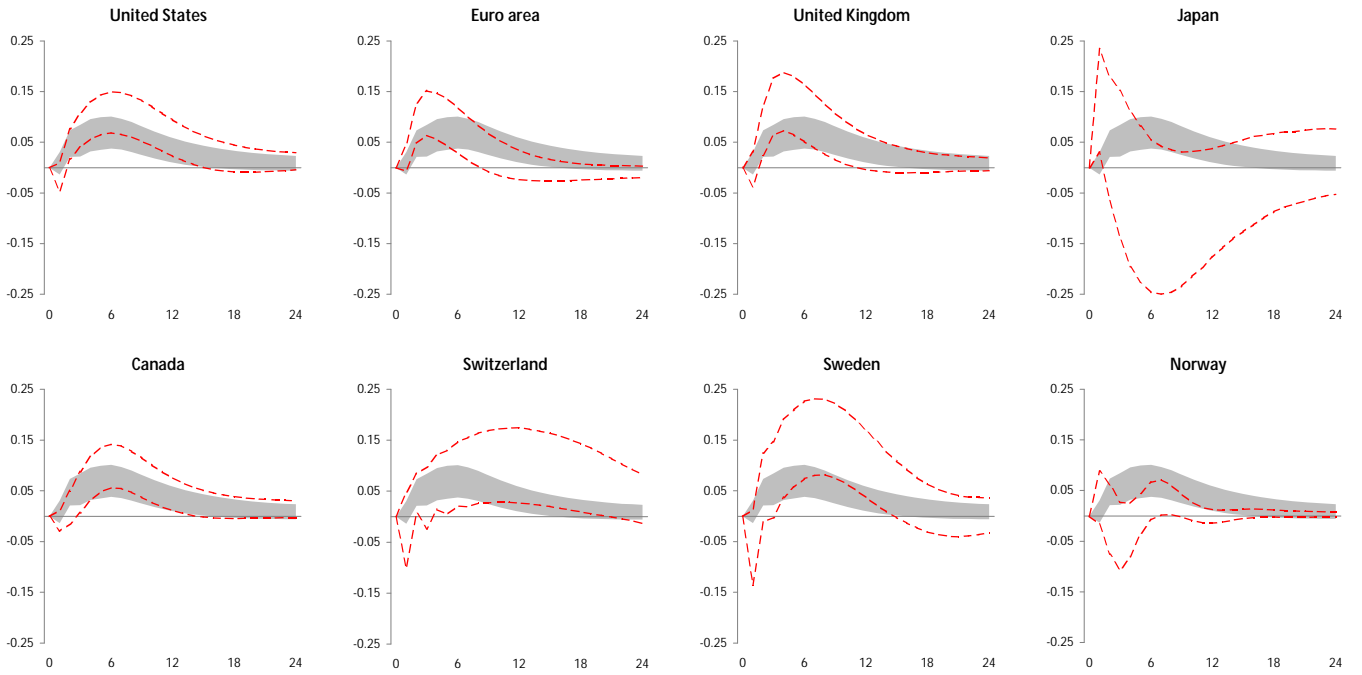 United States
Euro area
United Kingdom
Japan
0.25 0.25 0.25 0.25
0.15 0.15 0.15 0.15
0.05 0.05 0.05 0.05
-0.05 -0.05 -0.05 -0.05
-0.15 -0.15 -0.15 -0.15
-0.25 -0.25 -0.25 -0.25
0 6 12 18 24 0 6 12 18 24 0 6 12 18 24 0 6 12 18 24
Canada
Switzerland
Sweden
Norway
0.25 0.25 0.25 0.25
0.15 0.15 0.15 0.15
0.05 0.05 0.05 0.05
-0.05 -0.05 -0.05 -0.05
-0.15 -0.15 -0.15 -0.15
-0.25 -0.25 -0.25 -0.25
0 6 12 18 24 0 6 12 18 24 0 6 12 18 24 0 6 12 18 24